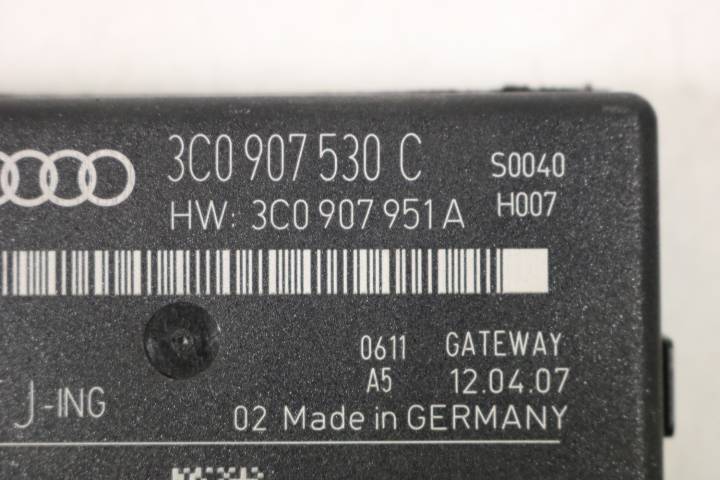 3C0 907 530 C S0040
HW: 3C0 907 951 A H007
0611 GATEWAY
A5 12.04.07
J-ING
02 Made in GERMANY